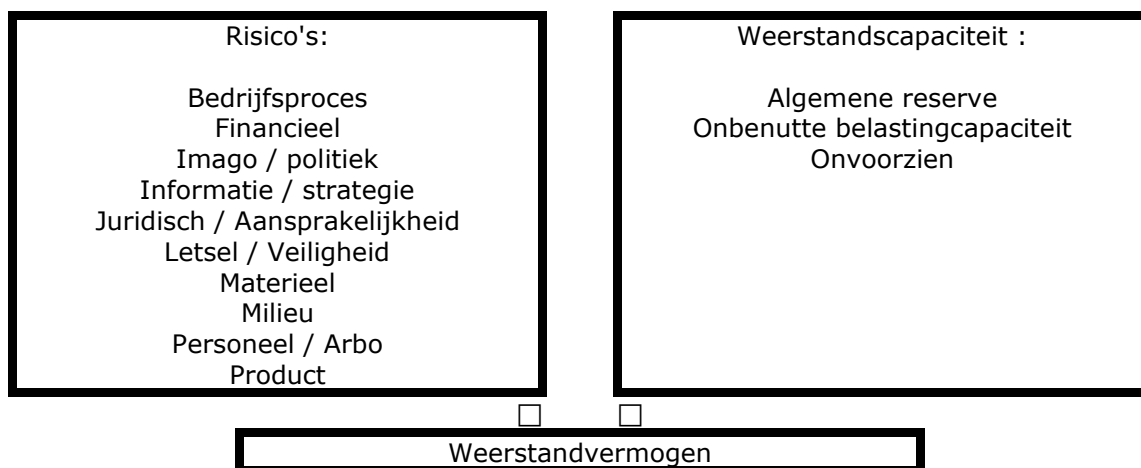 Risico's:
Bedrijfsproces
Financieel
Imago / politiek
Informatie / strategie
Juridisch / Aansprakelijkheid
Letsel / Veiligheid
Materieel
Milieu
Personeel / Arbo
Product
Weerstandscapaciteit :
Algemene reserve
Onbenutte belastingcapaciteit
Onvoorzien
Weerstandvermogen